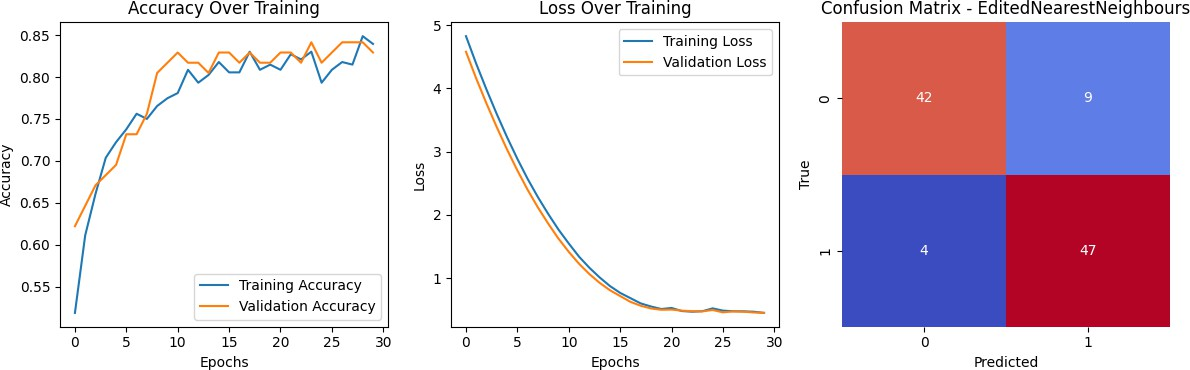 Accuracy Over Training
0.85
0.80
0.75
0.70
0.65
0.60
0.55
Accuracy
Training Accuracy
Validation Accuracy
0 5 10 15 20 25 30
Epochs
Loss Over Training
5
4
3
2
1
Loss
Training Loss
Validation Loss
0 5 10 15 20 25 30
Epochs
Confusion Matrix - EditedNearestNeighbours
0
1
True
42 9
4 47
0 1
Predicted